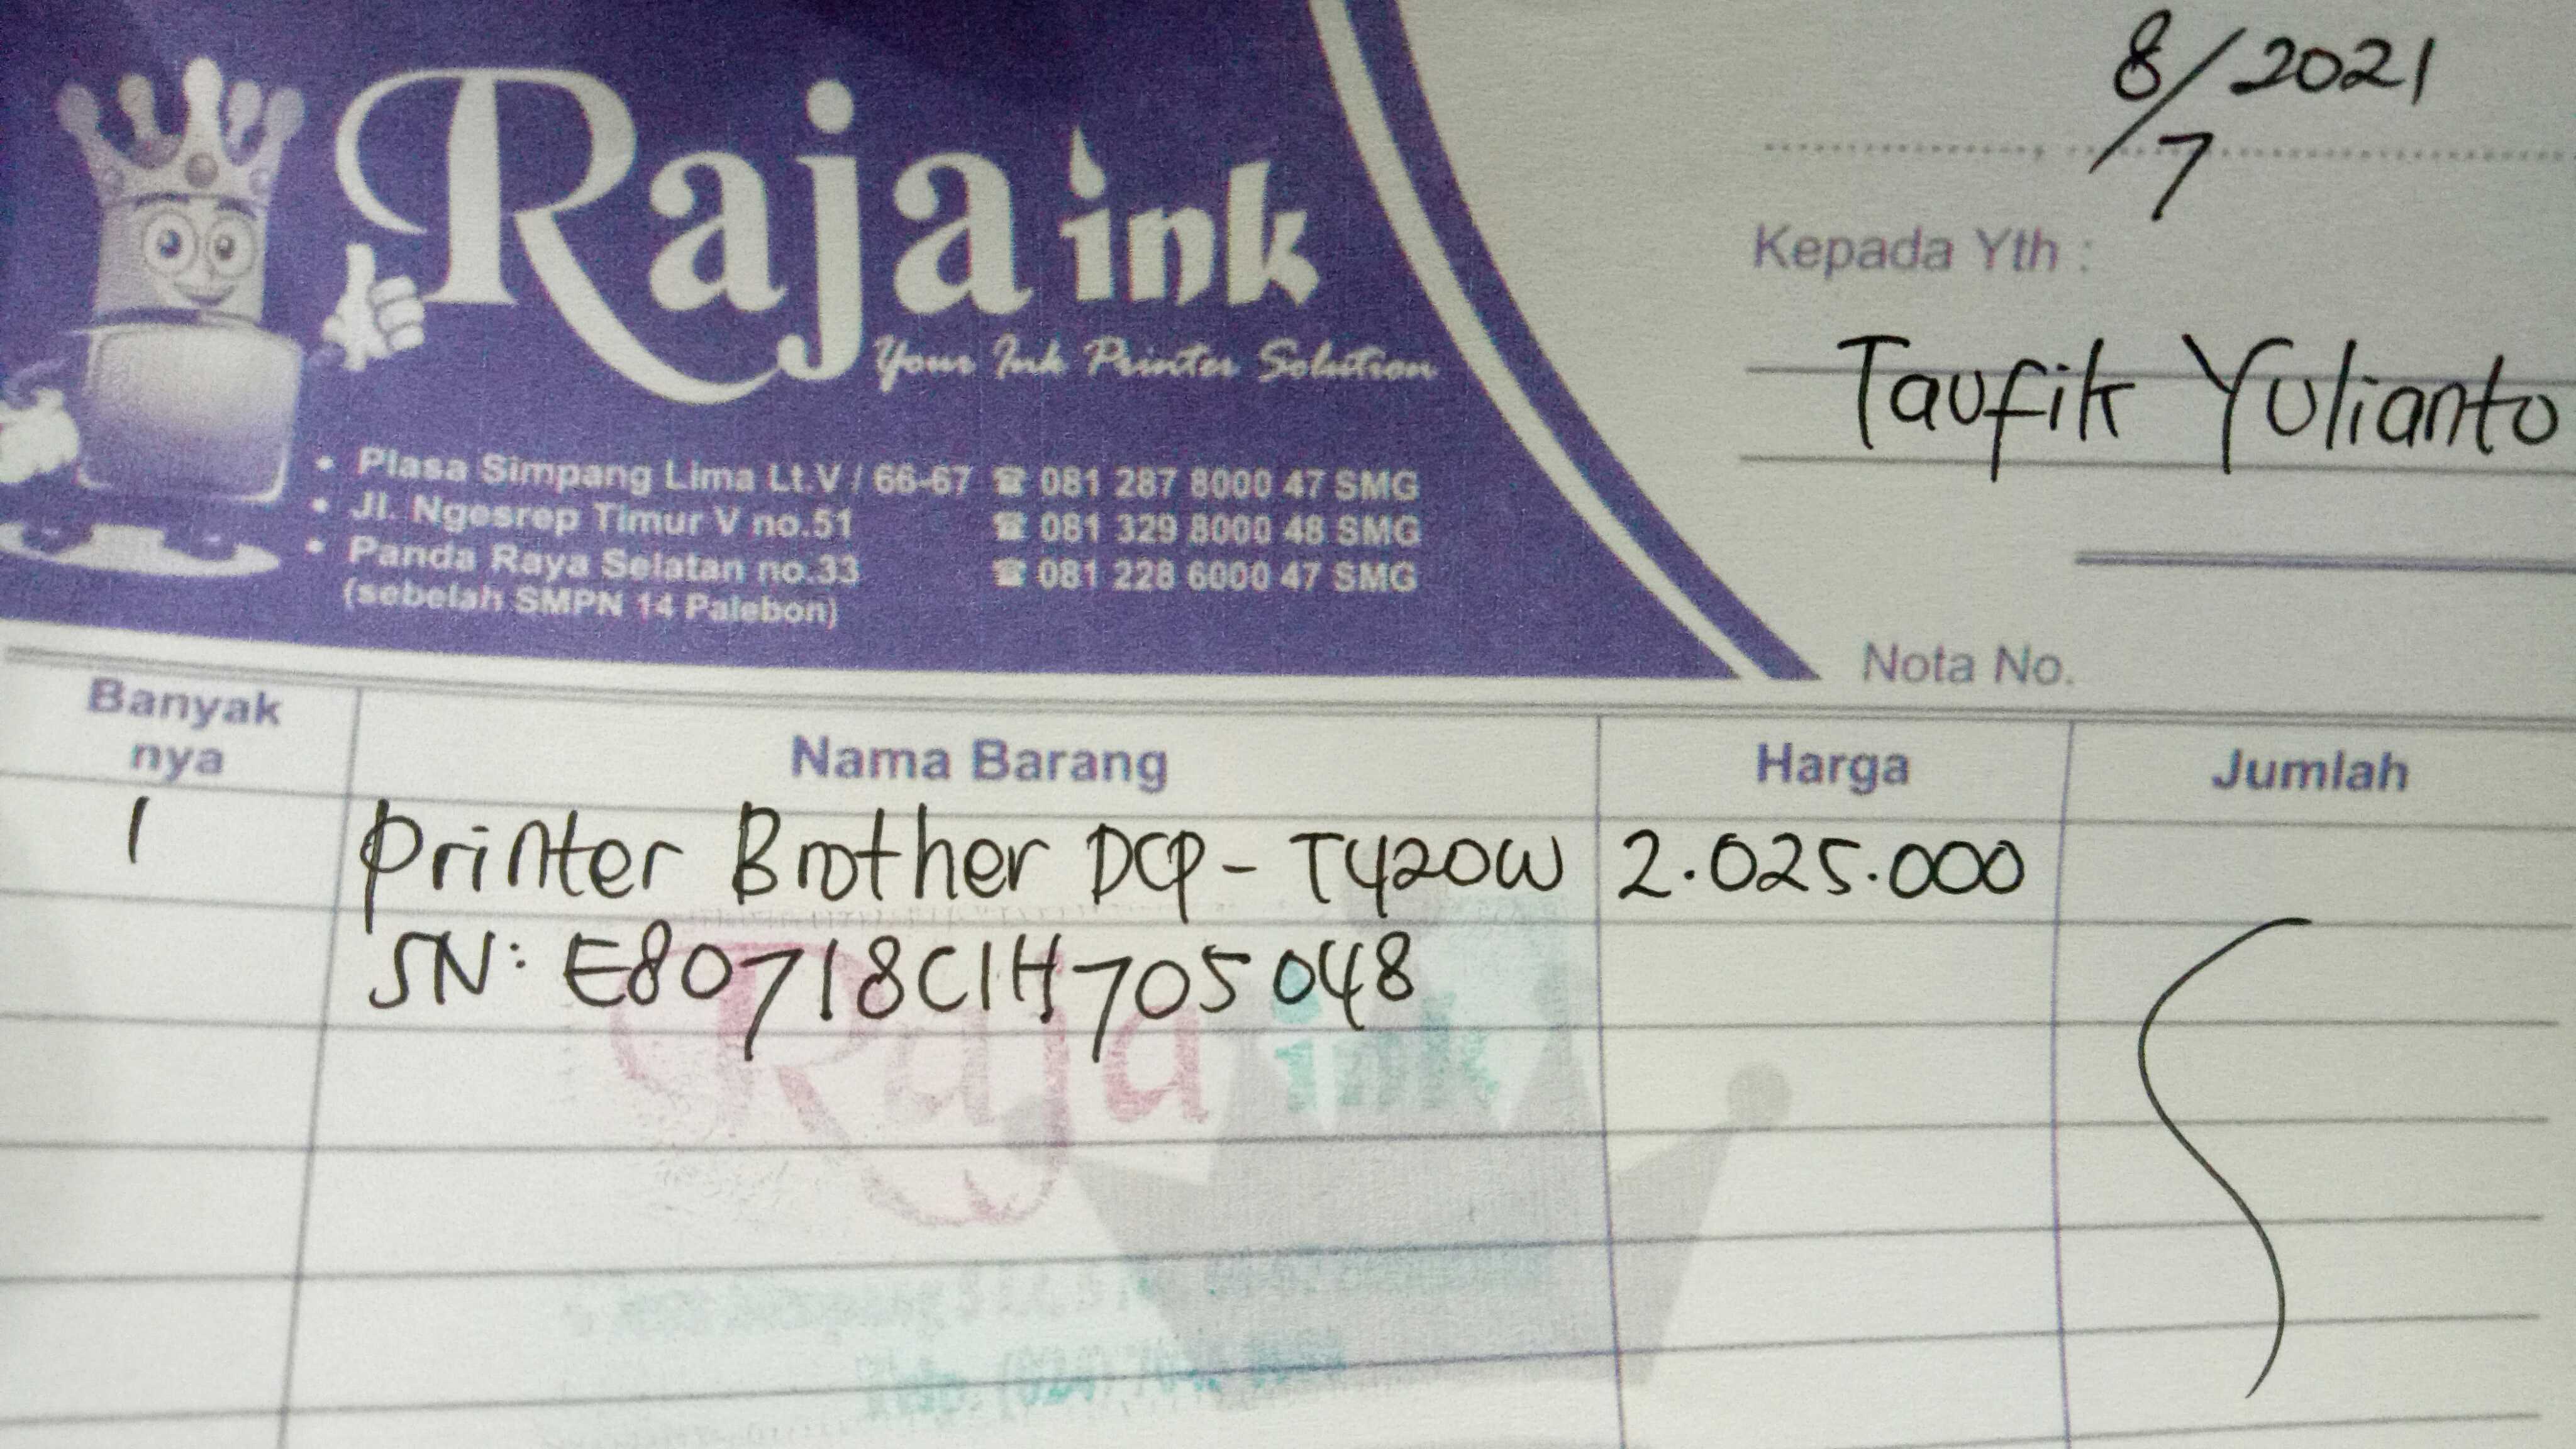 Raja ink
Your Ink Printer Solution
• Plasa Simpang Lima Lt.V / 66-67 ☎ 081 287 8000 47 SMG
• Jl. Ngesrep Timur V no.51 ☎ 081 329 8000 48 SMG
• Panda Raya Selatan no.33 ☎ 081 228 6000 47 SMG
(sebelah SMPN 14 Palebon)
8/7 2021
Kepada Yth :
Taufik Yulianto
Nota No.
Banyak nya Nama Barang Harga Jumlah
1 Printer Brother DCP-T420W 2.025.000
SN: E80718C1H705048
Raja ink